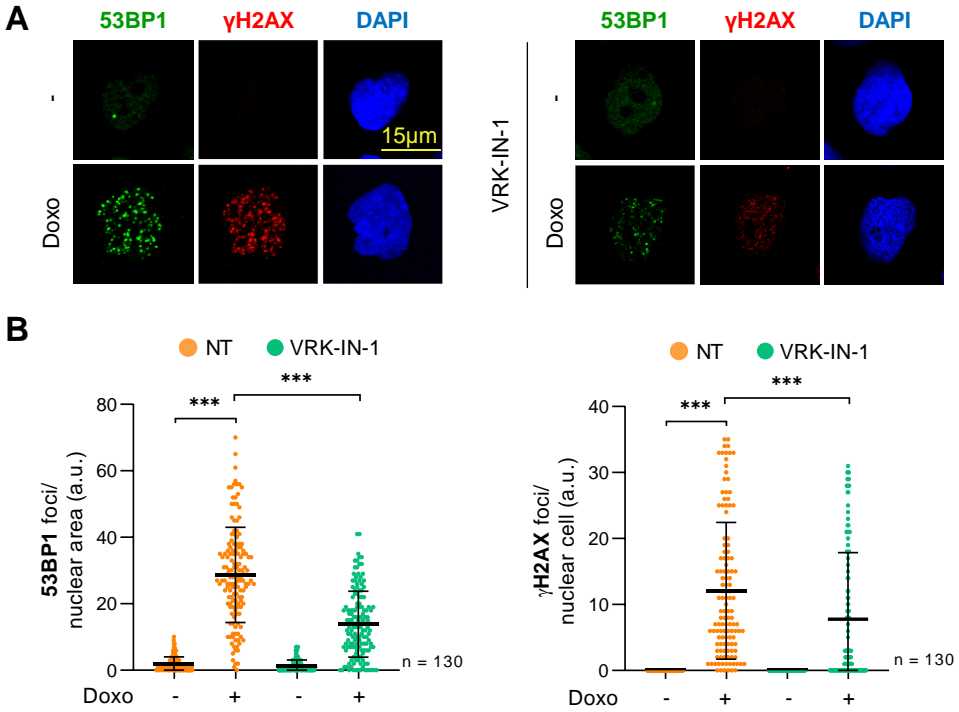 A
53BP1 γH2AX DAPI
-
15µm
Doxo
VRK-IN-1
53BP1 γH2AX DAPI
-
Doxo
B
NT VRK-IN-1
***
***
80
60
40
20
0
53BP1 foci/
nuclear area (a.u.)
n = 130
Doxo - + - +
NT VRK-IN-1
***
***
40
30
20
10
0
γH2AX foci/
nuclear cell (a.u.)
n = 130
Doxo - + - +